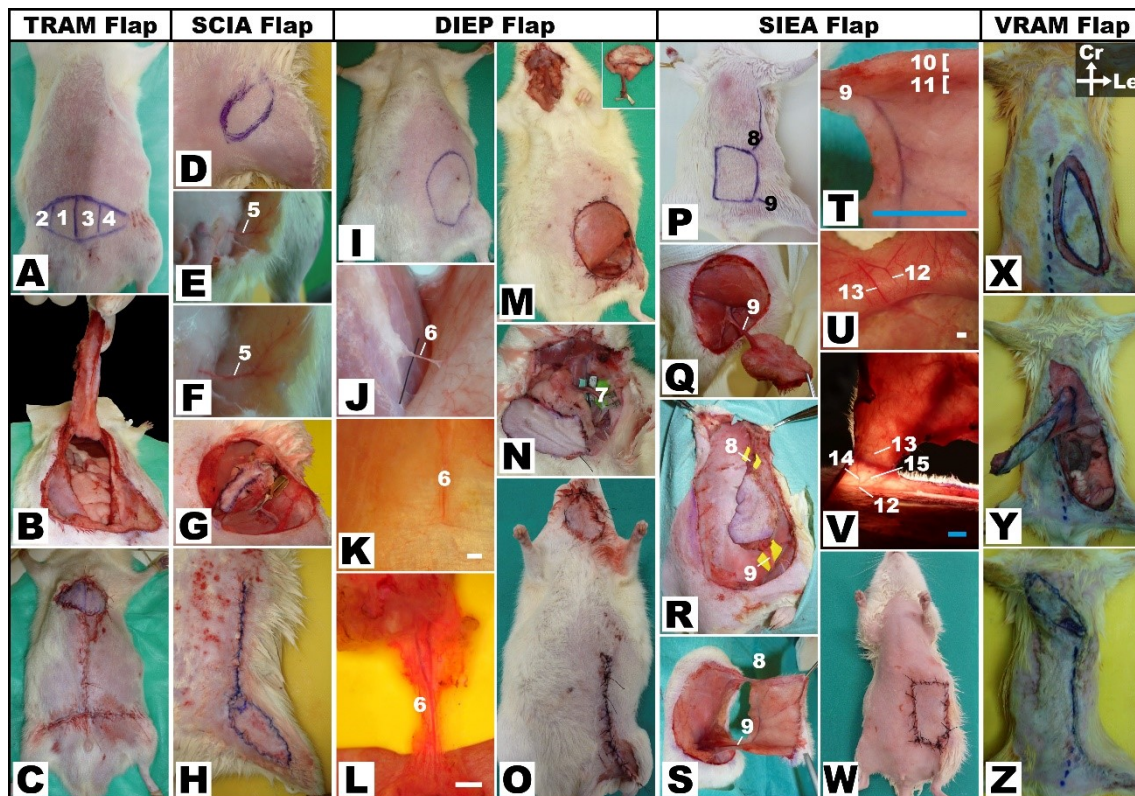 TRAM Flap
SCIA Flap
DIEP Flap
SIEA Flap
VRAM Flap
2 1 3 4
A
B
C
D
5
E
5
F
G
H
I
6
J
6
K
6
L
M
7
N
O
8
9
P
9
Q
8
9
R
8
9
S
10
11
9
T
12
13
U
13
14
15
12
V
W
Cr
Le
X
Y
Z